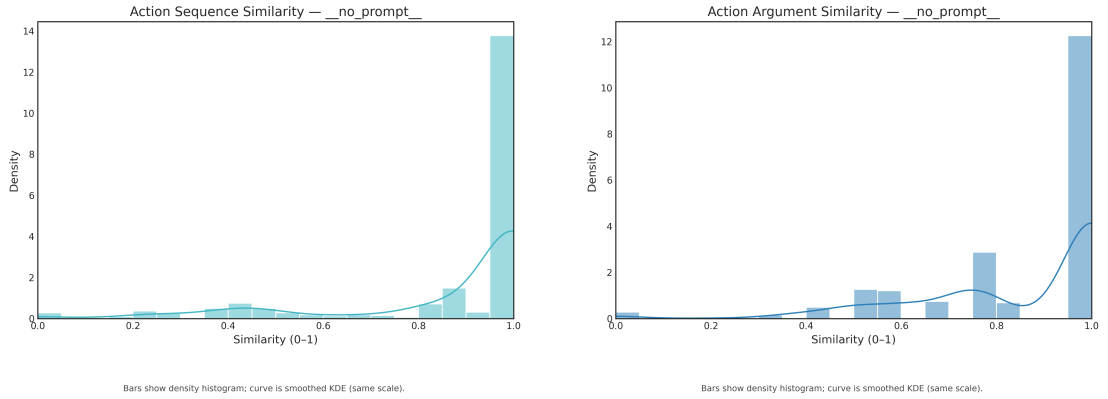 Action Sequence Similarity — __no_prompt__
14
12
10
8
6
4
2
0
Density
0.0 0.2 0.4 0.6 0.8 1.0
Similarity (0–1)
Bars show density histogram; curve is smoothed KDE (same scale).
Action Argument Similarity — __no_prompt__
12
10
8
6
4
2
0
Density
0.0 0.2 0.4 0.6 0.8 1.0
Similarity (0–1)
Bars show density histogram; curve is smoothed KDE (same scale).